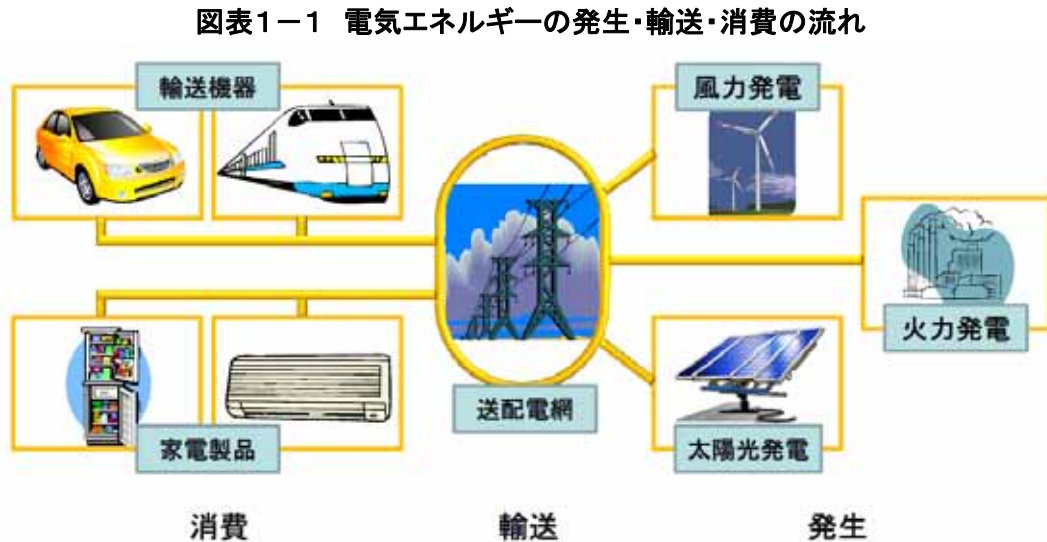 図表1－1 電気エネルギーの発生・輸送・消費の流れ
輸送機器
風力発電
火力発電
送配電網
家電製品
太陽光発電
消費
輸送
発生